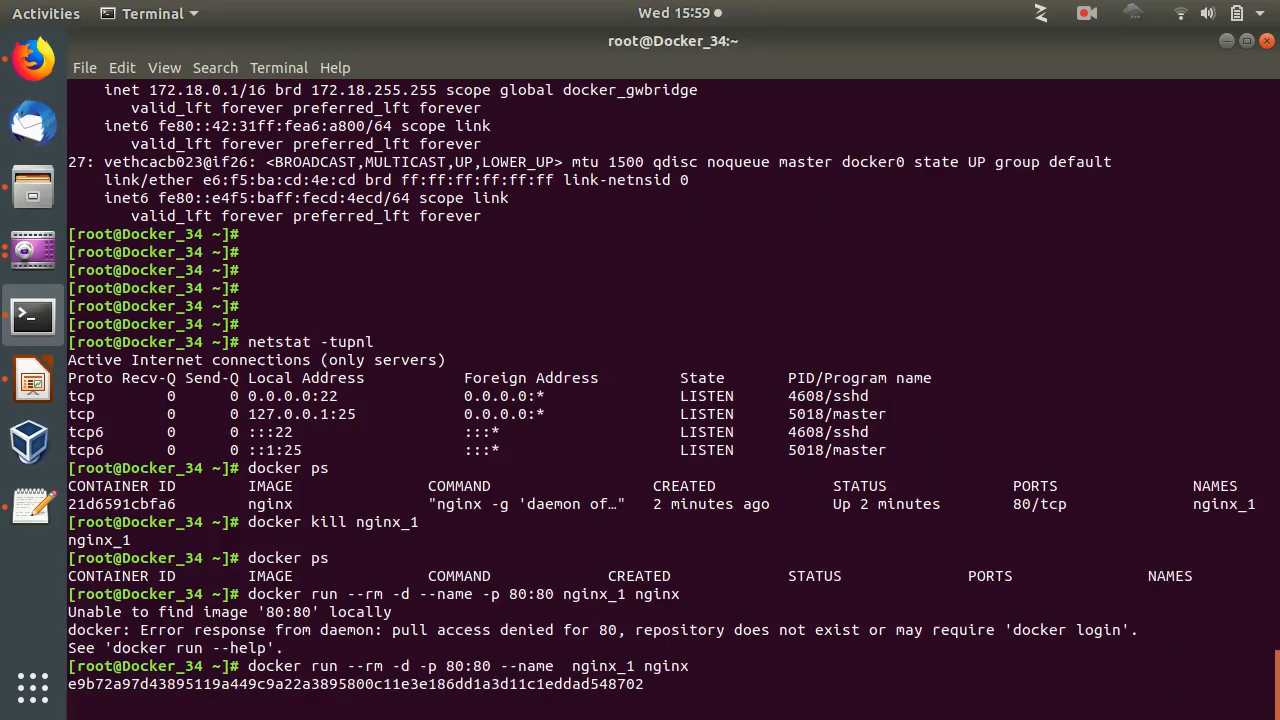 Activities Terminal Wed 15:59
root@Docker_34:~
File Edit View Search Terminal Help
inet 172.18.0.1/16 brd 172.18.255.255 scope global docker_gwbridge
valid_lft forever preferred_lft forever
inet6 fe80::42:31ff:fea6:a800/64 scope link
valid_lft forever preferred_lft forever
27: vethcacb023@if26: <BROADCAST,MULTICAST,UP,LOWER_UP> mtu 1500 qdisc noqueue master docker0 state UP group default
link/ether e6:f5:ba:cd:4e:cd brd ff:ff:ff:ff:ff:ff link-netnsid 0
inet6 fe80::e4f5:baff:fecd:4ecd/64 scope link
valid_lft forever preferred_lft forever
[root@Docker_34 ~]#
[root@Docker_34 ~]#
[root@Docker_34 ~]#
[root@Docker_34 ~]#
[root@Docker_34 ~]#
[root@Docker_34 ~]#
[root@Docker_34 ~]# netstat -tupnl
Active Internet connections (only servers)
Proto Recv-Q Send-Q Local Address Foreign Address State PID/Program name
tcp 0 0 0.0.0.0:22 0.0.0.0:* LISTEN 4608/sshd
tcp 0 0 127.0.0.1:25 0.0.0.0:* LISTEN 5018/master
tcp6 0 0 :::22 :::* LISTEN 4608/sshd
tcp6 0 0 ::1:25 :::* LISTEN 5018/master
[root@Docker_34 ~]# docker ps
CONTAINER ID IMAGE COMMAND CREATED STATUS PORTS NAMES
21d6591cbfa6 nginx "nginx -g 'daemon of…" 2 minutes ago Up 2 minutes 80/tcp nginx_1
[root@Docker_34 ~]# docker kill nginx_1
nginx_1
[root@Docker_34 ~]# docker ps
CONTAINER ID IMAGE COMMAND CREATED STATUS PORTS NAMES
[root@Docker_34 ~]# docker run --rm -d --name -p 80:80 nginx_1 nginx
Unable to find image '80:80' locally
docker: Error response from daemon: pull access denied for 80, repository does not exist or may require 'docker login'.
See 'docker run --help'.
[root@Docker_34 ~]# docker run --rm -d -p 80:80 --name  nginx_1 nginx
e9b72a97d43895119a449c9a22a3895800c11e3e186dd1a3d11c1eddad548702